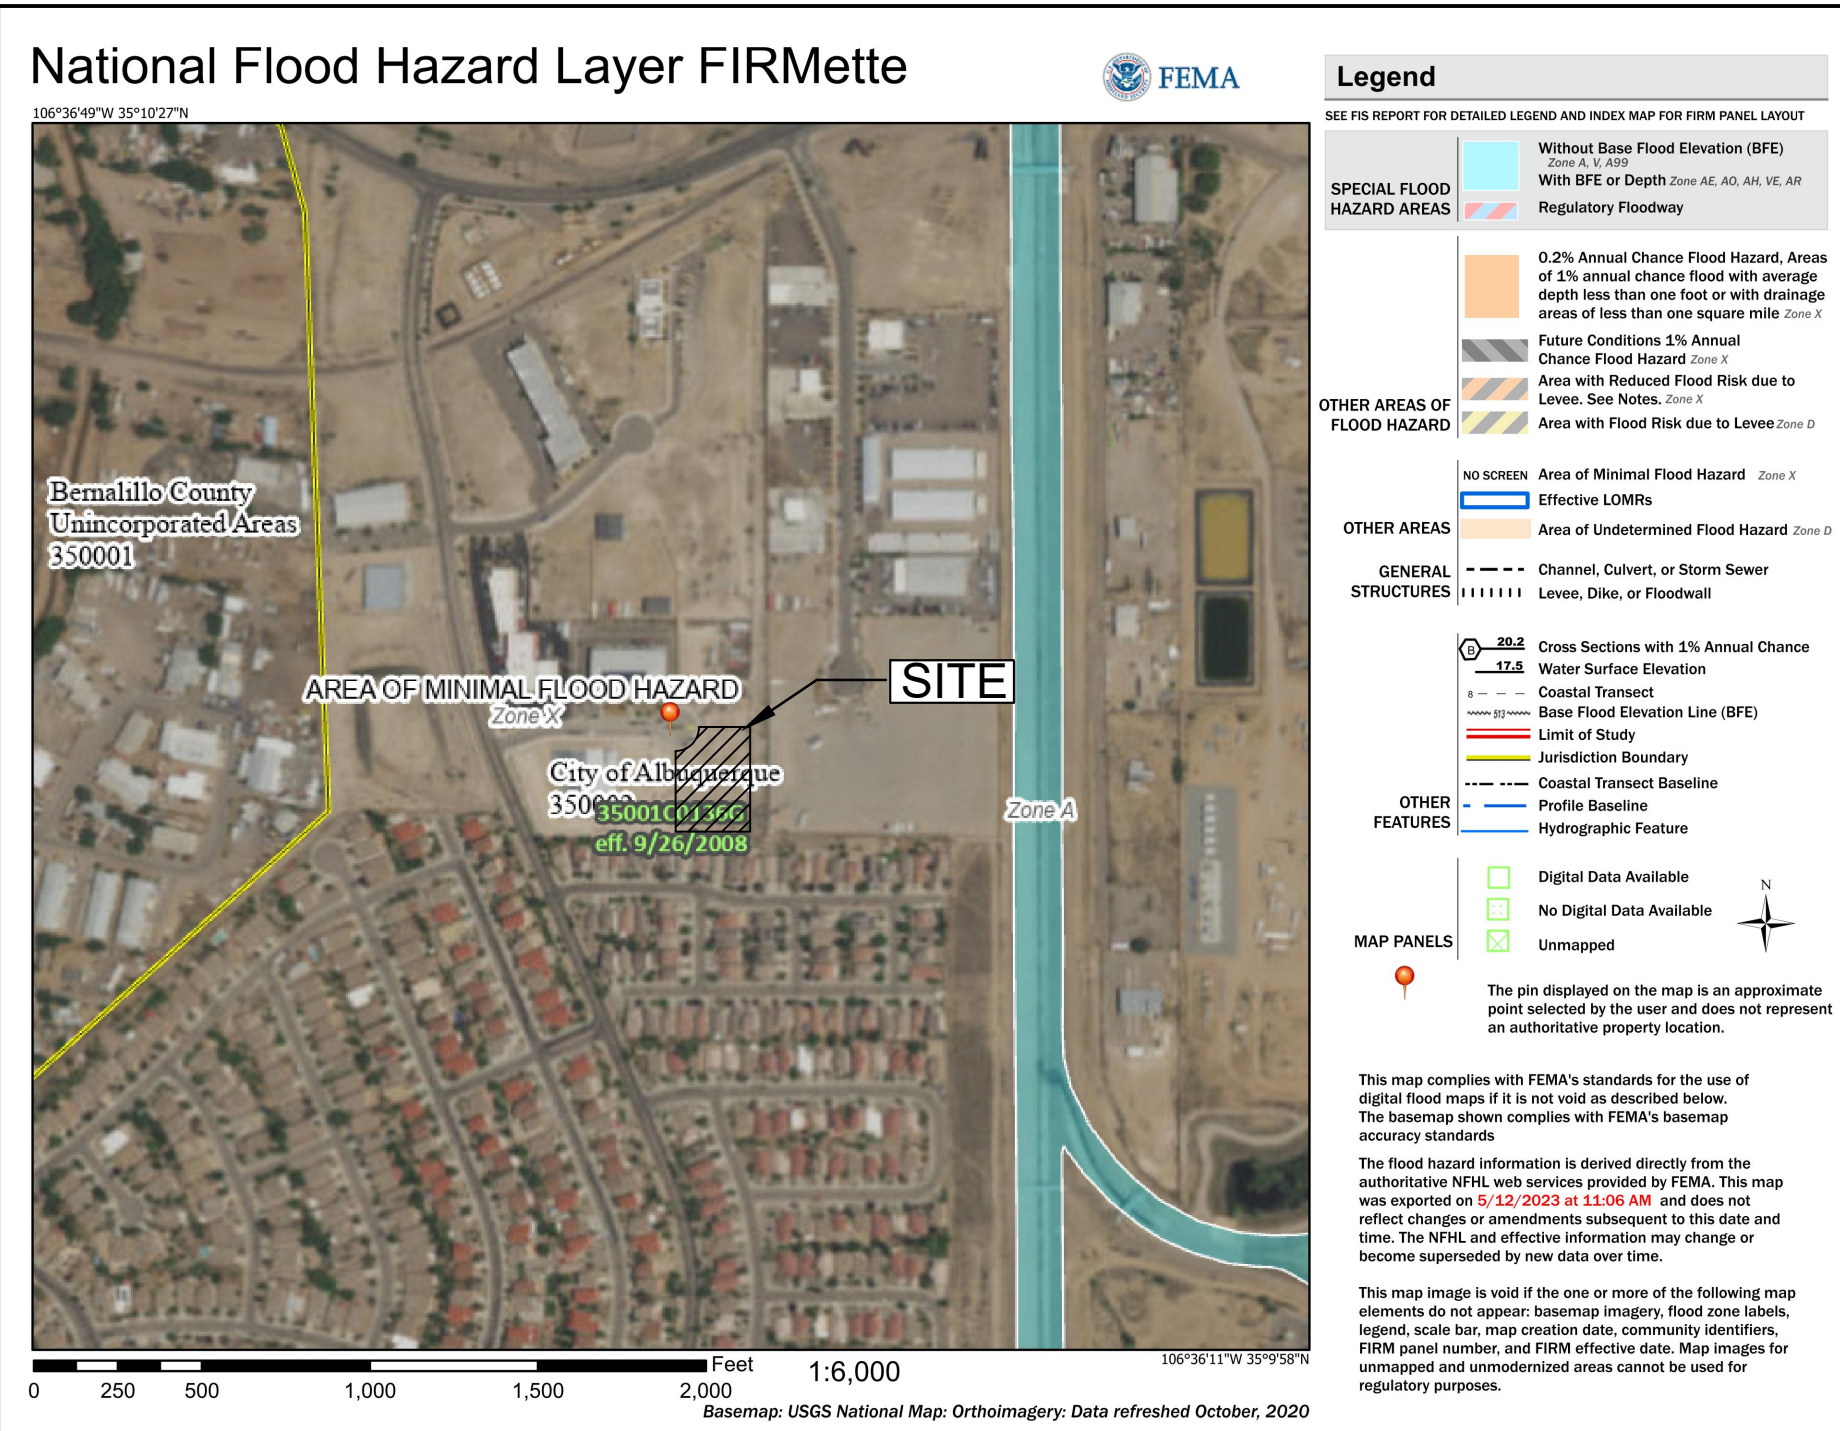 National Flood Hazard Layer FIRMette
FEMA
106°36'49"W 35°10'27"N
Bernalillo County
Unincorporated Areas
350001
AREA OF MINIMAL FLOOD HAZARD
Zone X
SITE
City of Albuquerque
35001C0136G
eff. 9/26/2008
Zone A
Feet
1:6,000
0 250 500 1,000 1,500 2,000
106°36'11"W 35°9'58"N
Basemap: USGS National Map: Orthoimagery: Data refreshed October, 2020
Legend
SEE FIS REPORT FOR DETAILED LEGEND AND INDEX MAP FOR FIRM PANEL LAYOUT
SPECIAL FLOOD
HAZARD AREAS
Without Base Flood Elevation (BFE)
Zone A, V, A99
With BFE or Depth Zone AE, AO, AH, VE, AR
Regulatory Floodway
OTHER AREAS OF
FLOOD HAZARD
0.2% Annual Chance Flood Hazard, Areas
of 1% annual chance flood with average
depth less than one foot or with drainage
areas of less than one square mile Zone X
Future Conditions 1% Annual
Chance Flood Hazard Zone X
Area with Reduced Flood Risk due to
Levee. See Notes. Zone X
Area with Flood Risk due to Levee Zone D
OTHER AREAS
NO SCREEN Area of Minimal Flood Hazard Zone X
Effective LOMRs
Area of Undetermined Flood Hazard Zone D
GENERAL
STRUCTURES
Channel, Culvert, or Storm Sewer
Levee, Dike, or Floodwall
OTHER
FEATURES
B 20.2 Cross Sections with 1% Annual Chance
17.5 Water Surface Elevation
8 Coastal Transect
513 Base Flood Elevation Line (BFE)
Limit of Study
Jurisdiction Boundary
Coastal Transect Baseline
Profile Baseline
Hydrographic Feature
MAP PANELS
Digital Data Available
No Digital Data Available
Unmapped
N
The pin displayed on the map is an approximate
point selected by the user and does not represent
an authoritative property location.
This map complies with FEMA's standards for the use of
digital flood maps if it is not void as described below.
The basemap shown complies with FEMA's basemap
accuracy standards
The flood hazard information is derived directly from the
authoritative NFHL web services provided by FEMA. This map
was exported on 5/12/2023 at 11:06 AM and does not
reflect changes or amendments subsequent to this date and
time. The NFHL and effective information may change or
become superseded by new data over time.
This map image is void if the one or more of the following map
elements do not appear: basemap imagery, flood zone labels,
legend, scale bar, map creation date, community identifiers,
FIRM panel number, and FIRM effective date. Map images for
unmapped and unmodernized areas cannot be used for
regulatory purposes.